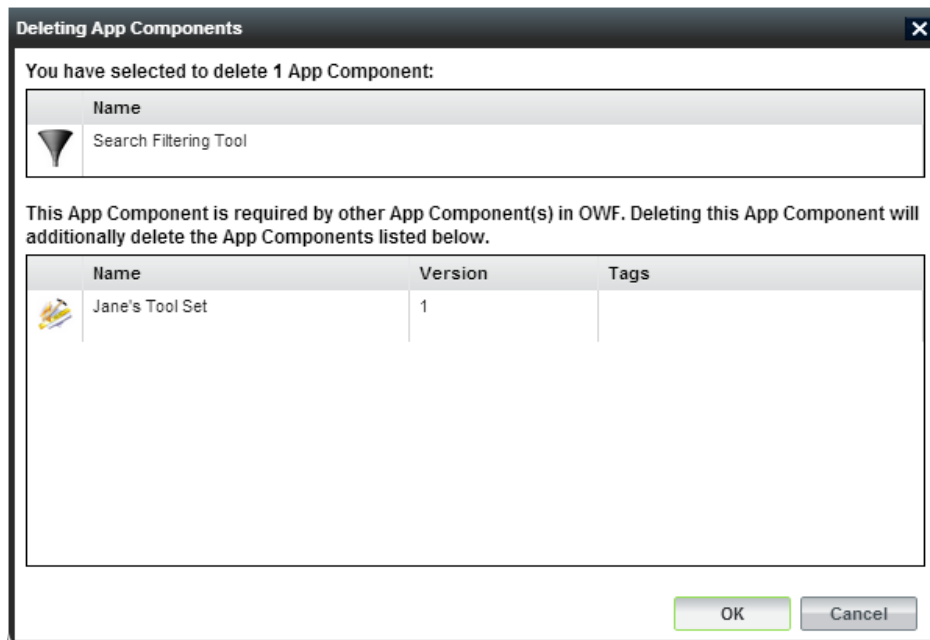 Deleting App Components
You have selected to delete 1 App Component:
Name
Search Filtering Tool
This App Component is required by other App Component(s) in OWF. Deleting this App Component will
additionally delete the App Components listed below.
Name Version Tags
Jane's Tool Set 1
OK Cancel